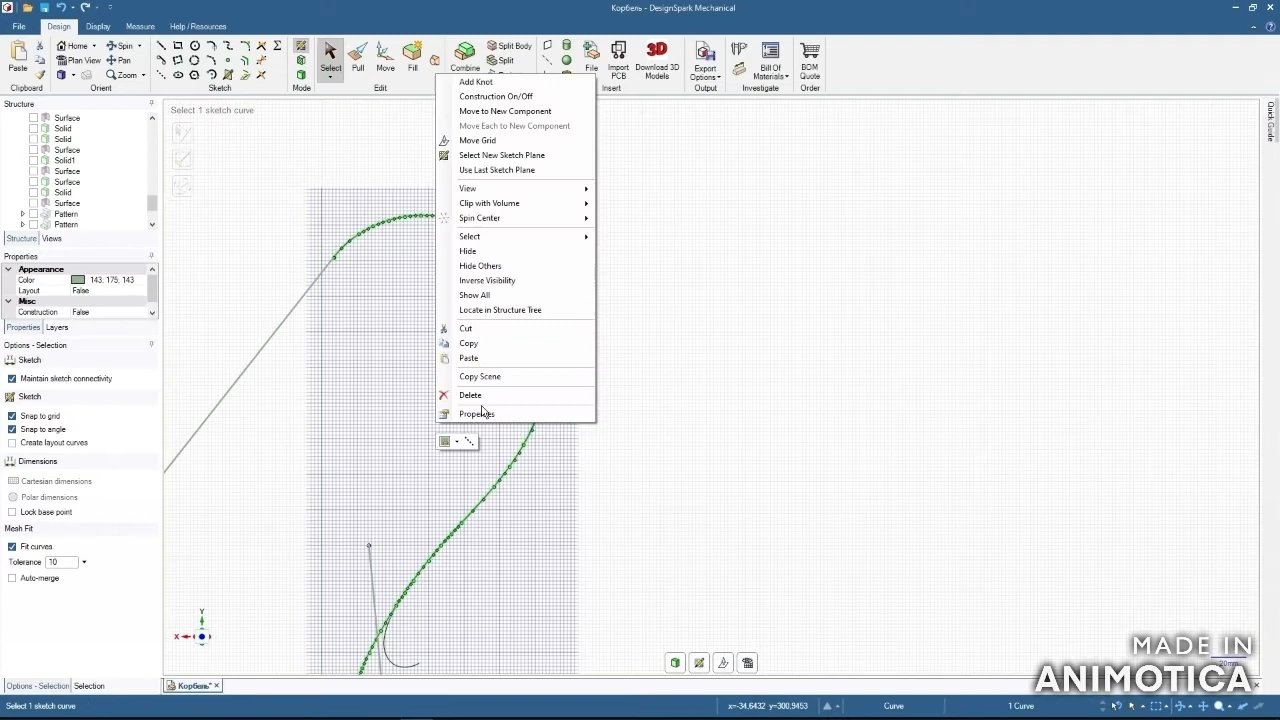 Корбель* - DesignSpark Mechanical
File Design Display Measure Help / Resources
Paste
Home Spin
Plan View Pan
Zoom
Select Pull Move Fill
Combine
Split Body
Split
File Import PCB Download 3D Models
Export Options
Bill Of Materials
BOM Quote
Clipboard Orient Sketch Mode Edit Insert Output Investigate Order
Structure
Surface
Solid
Solid
Surface
Solid1
Surface
Surface
Solid
Surface
Pattern
Pattern
Structure Views
Properties
Appearance
Color 143; 175; 143
Layout False
Misc
Construction False
Properties Layers
Options - Selection
Sketch
Maintain sketch connectivity
Sketch
Snap to grid
Snap to angle
Create layout curves
Dimensions
Cartesian dimensions
Polar dimensions
Lock base point
Mesh Fit
Fit curves
Tolerance 10
Auto-merge
Options - Selection Selection
Select 1 sketch curve
Add Knot
Construction On/Off
Move to New Component
Move Each to New Component
Move Grid
Select New Sketch Plane
Use Last Sketch Plane
View
Clip with Volume
Spin Center
Select
Hide
Hide Others
Inverse Visibility
Show All
Locate in Structure Tree
Cut
Copy
Paste
Copy Scene
Delete
Properties
Quick Guide
Y
X
20mm
MADE IN
ANIMOTICA
Корбель*
Select 1 sketch curve x=-34.6432 y=300.9453 Curve 1 Curve